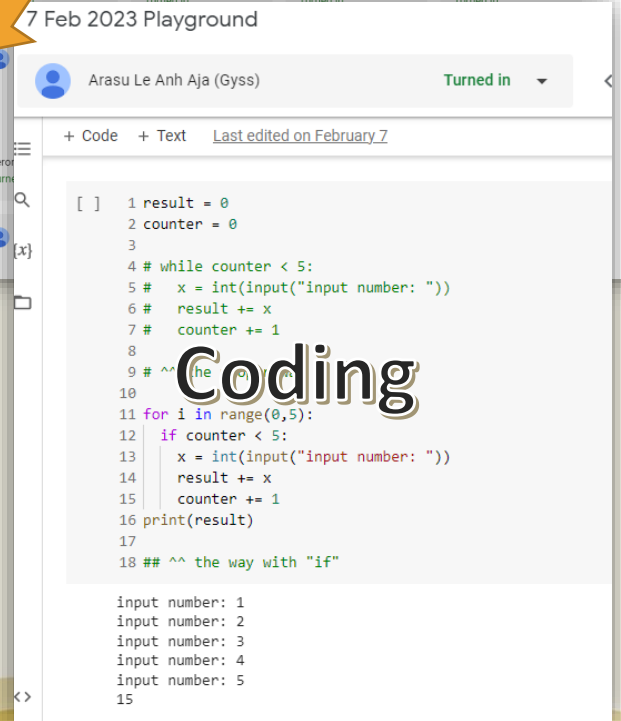 7 Feb 2023 Playground
Arasu Le Anh Aja (Gyss)
Turned in
+ Code + Text Last edited on February 7
[ ]
1 result = 0
2 counter = 0
3
4 # while counter < 5:
5 #   x = int(input("input number: "))
6 #   result += x
7 #   counter += 1
8
9 # ^^ the
Coding
10
11 for i in range(0,5):
12   if counter < 5:
13     x = int(input("input number: "))
14     result += x
15     counter += 1
16 print(result)
17
18 ## ^^ the way with "if"
{x}
input number: 1
input number: 2
input number: 3
input number: 4
input number: 5
15